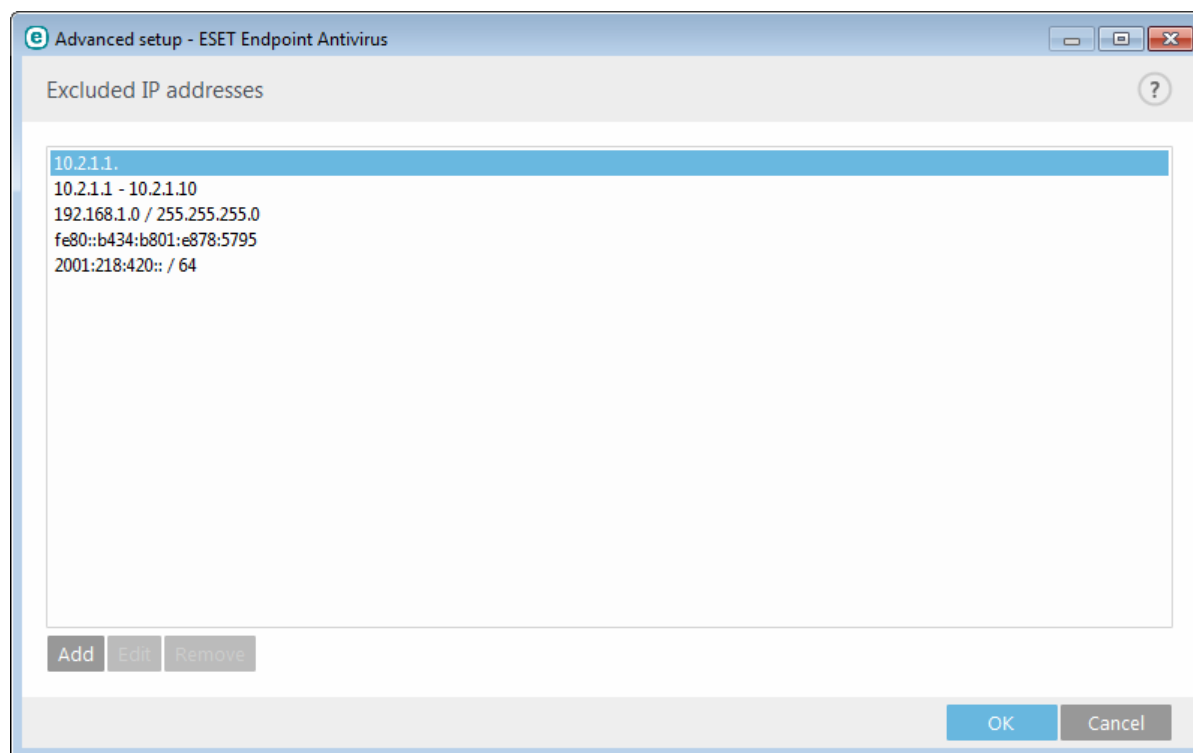 e Advanced setup - ESET Endpoint Antivirus
Excluded IP addresses ?
10.2.1.1.
10.2.1.1 - 10.2.1.10
192.168.1.0 / 255.255.255.0
fe80::b434:b801:e878:5795
2001:218:420:: / 64
Add Edit Remove
OK Cancel